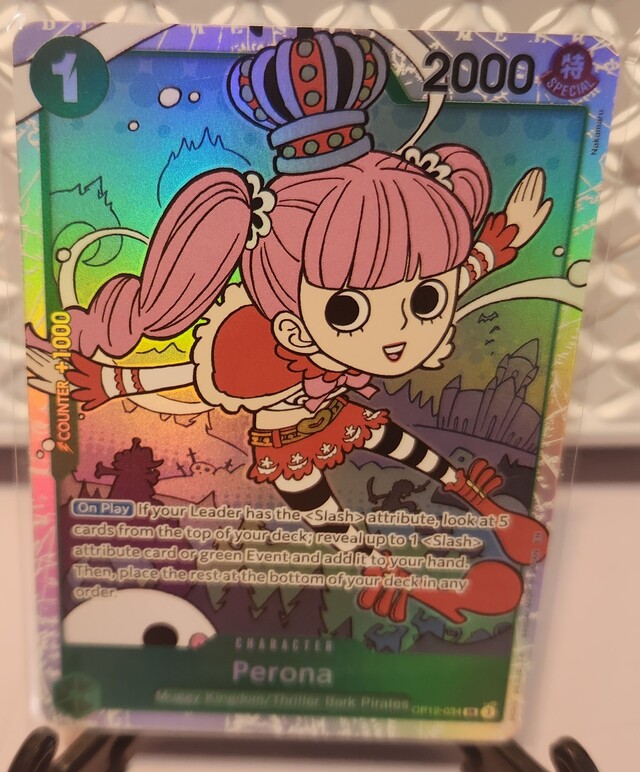 1
2000
特
SPECIAL
Nakamaru
COUNTER +1000
On Play If your Leader has the <Slash> attribute, look at 5
cards from the top of your deck; reveal up to 1 <Slash>
attribute card or green Event and add it to your hand.
Then, place the rest at the bottom of your deck in any
order.
CHARACTER
Perona
Muggy Kingdom/Thriller Bark Pirates
OP12-034